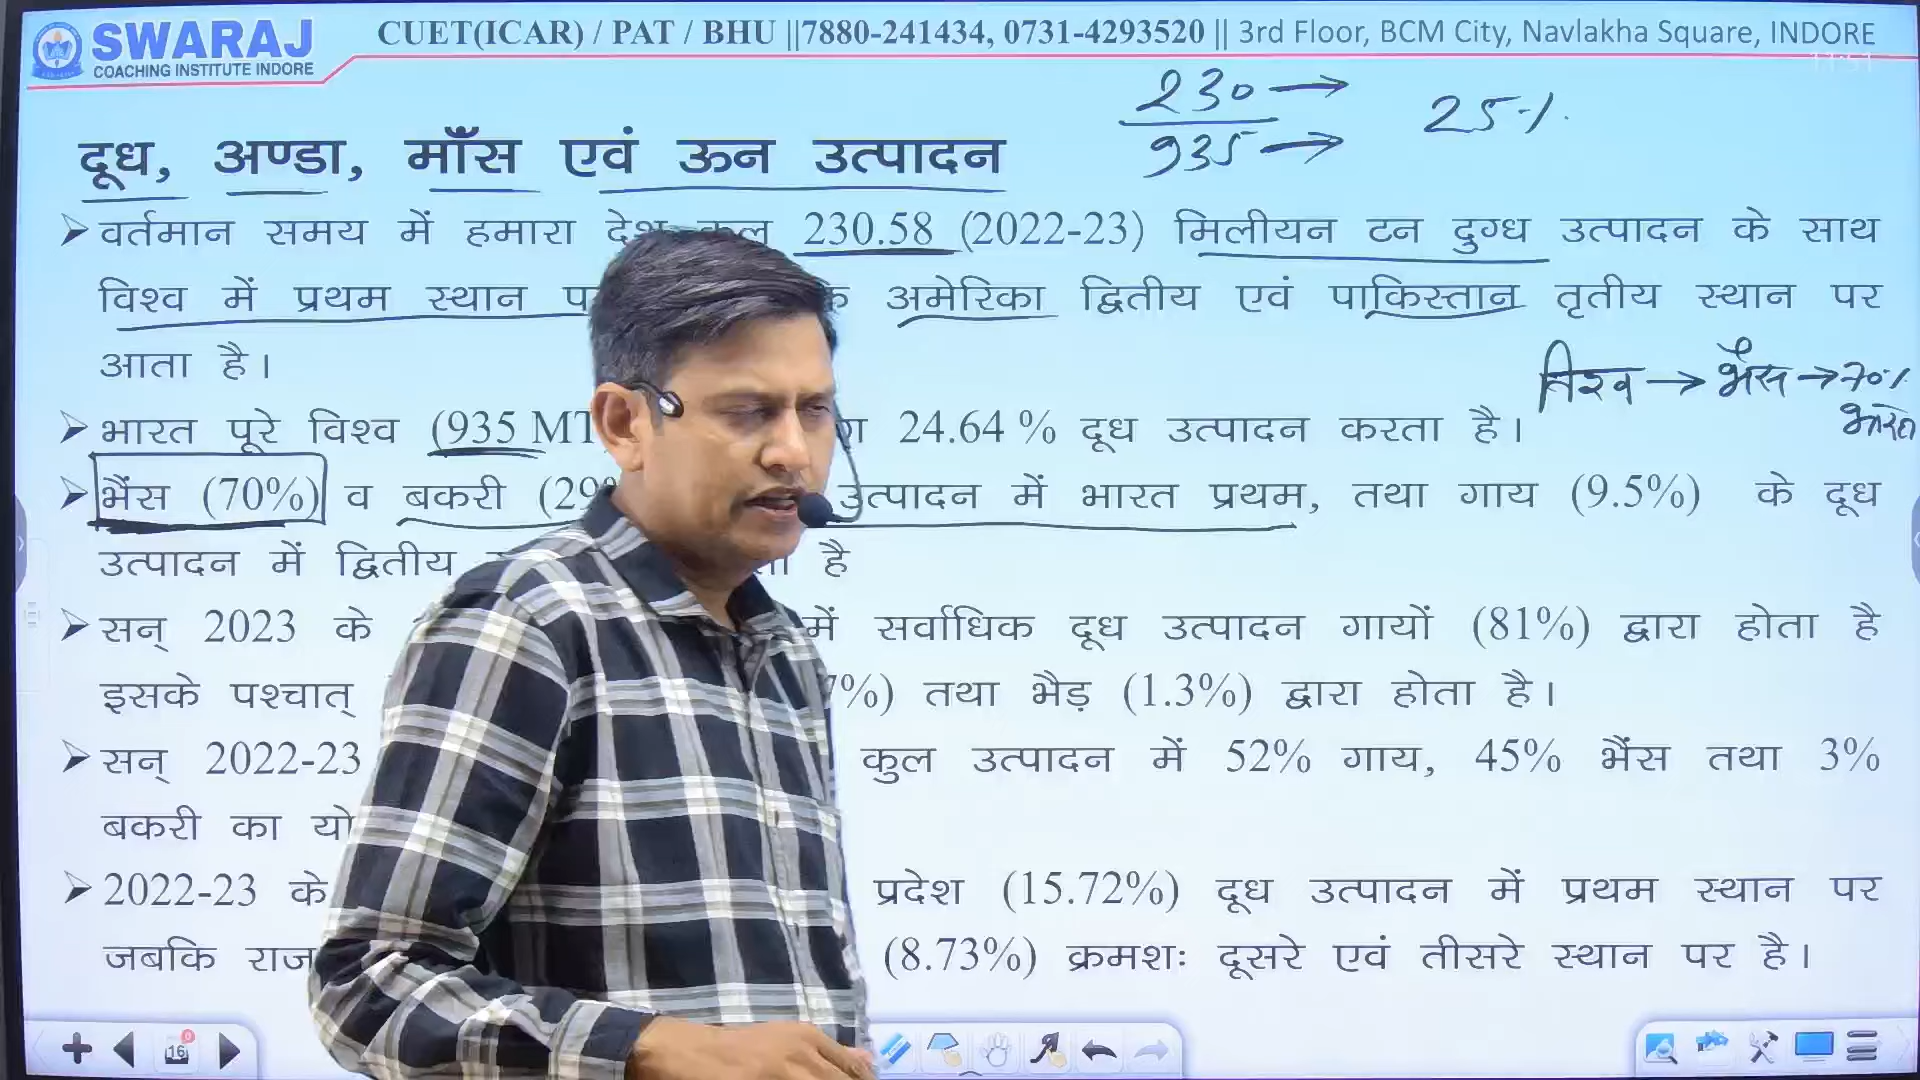 SWARAJ
COACHING INSTITUTE INDORE
CUET(ICAR) / PAT / BHU ||7880-241434, 0731-4293520 || 3rd Floor, BCM City, Navlakha Square, INDORE
230 →
935 →
25%
दूध, अण्डा, माँस एवं ऊन उत्पादन
➢ वर्तमान समय में हमारा देश कुल 230.58 (2022-23) मिलीयन टन दुग्ध उत्पादन के साथ
विश्व में प्रथम स्थान अमेरिका द्वितीय एवं पाकिस्तान तृतीय स्थान पर
आता है।
विश्व → भैंस → 70%
भारत
➢ भारत पूरे विश्व (935 MT 24.64 % दूध उत्पादन करता है।
➢ भैंस (70%) व बकरी (29 उत्पादन में भारत प्रथम, तथा गाय (9.5%) के दूध
उत्पादन में द्वितीय है
➢ सन् 2023 के में सर्वाधिक दूध उत्पादन गायों (81%) द्वारा होता है
इसके पश्चात् 7%) तथा भैड़ (1.3%) द्वारा होता है।
➢ सन् 2022-23 कुल उत्पादन में 52% गाय, 45% भैंस तथा 3%
बकरी का
➢ 2022-23 के प्रदेश (15.72%) दूध उत्पादन में प्रथम स्थान पर
जबकि (8.73%) क्रमशः दूसरे एवं तीसरे स्थान पर है।
16